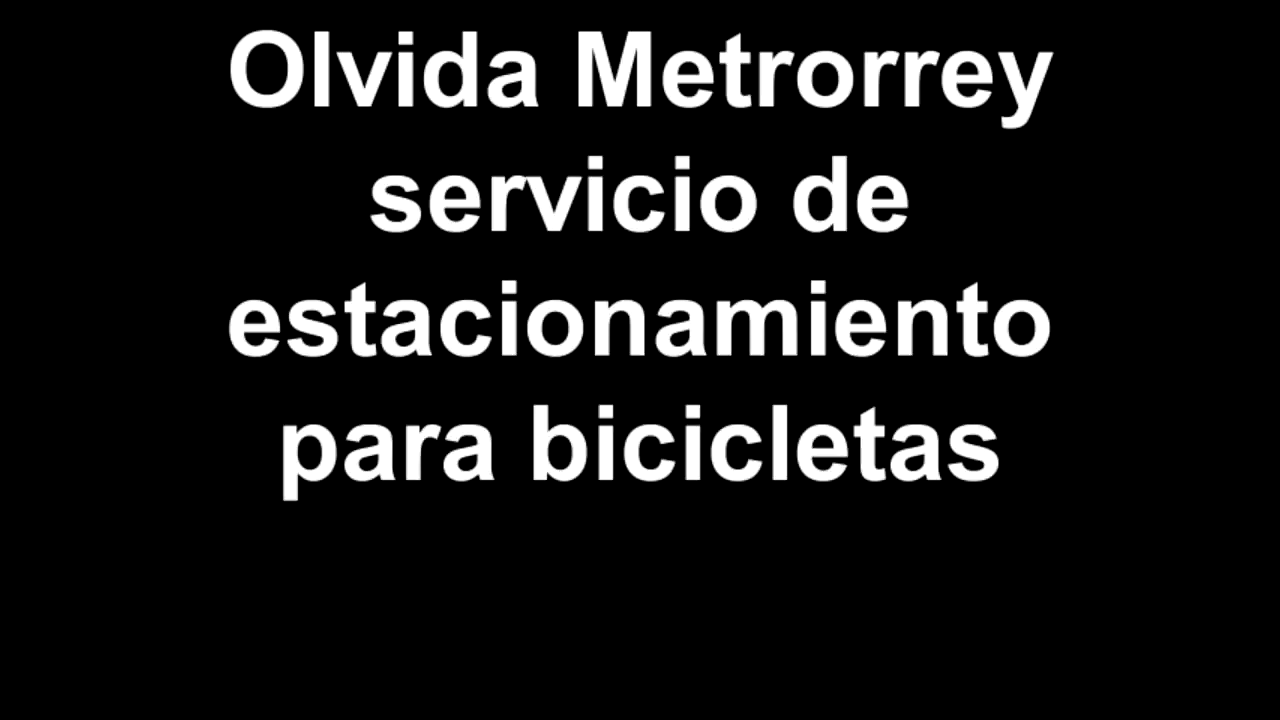 Olvida Metrorrey
servicio de
estacionamiento
para bicicletas